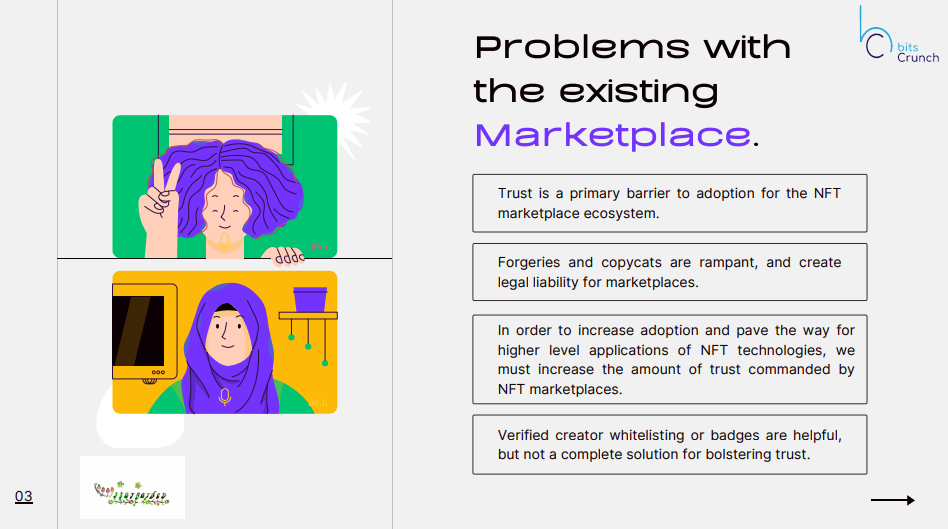 Problems with
the existing
Marketplace.
bits
Crunch
Trust is a primary barrier to adoption for the NFT
marketplace ecosystem.
Forgeries and copycats are rampant, and create
legal liability for marketplaces.
In order to increase adoption and pave the way for
higher level applications of NFT technologies, we
must increase the amount of trust commanded by
NFT marketplaces.
Verified creator whitelisting or badges are helpful,
but not a complete solution for bolstering trust.
03